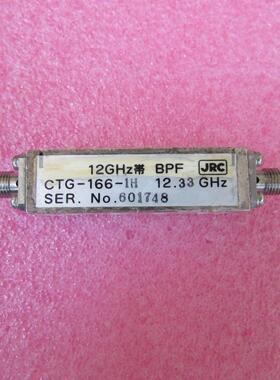 12GHz帯 BPF JRC
CTG-166-1H 12.33 GHz
SER. No.601748